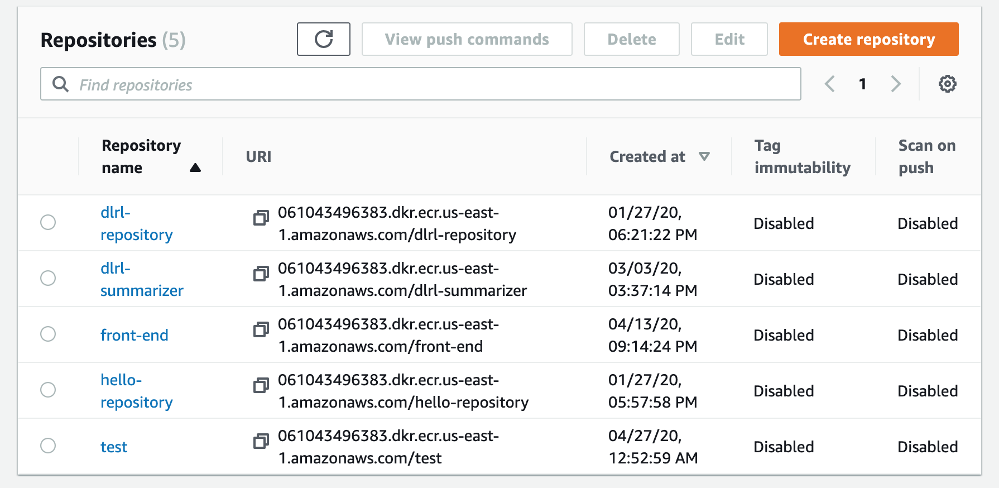 Repositories (5)
View push commands
Delete
Edit
Create repository
Find repositories
1
Repository
name
URI
Created at
Tag
immutability
Scan on
push
dlrl-
repository
061043496383.dkr.ecr.us-east-
1.amazonaws.com/dlrl-repository
01/27/20,
06:21:22 PM
Disabled
Disabled
dlrl-
summarizer
061043496383.dkr.ecr.us-east-
1.amazonaws.com/dlrl-summarizer
03/03/20,
03:37:14 PM
Disabled
Disabled
front-end
061043496383.dkr.ecr.us-east-
1.amazonaws.com/front-end
04/13/20,
09:14:24 PM
Disabled
Disabled
hello-
repository
061043496383.dkr.ecr.us-east-
1.amazonaws.com/hello-repository
01/27/20,
05:57:58 PM
Disabled
Disabled
test
061043496383.dkr.ecr.us-east-
1.amazonaws.com/test
04/27/20,
12:52:59 AM
Disabled
Disabled